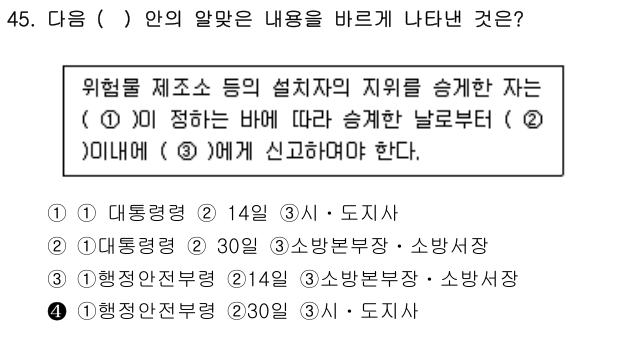 45. 다음 ( ) 안의 알맞은 내용을 바르게 나타낸 것은?
위험물 제조소 등의 설치자의 지위를 승계한 자는
( ① )이 정하는 바에 따라 승계한 날로부터 ( ②
)이내에 ( ③ )에게 신고하며야 한다.
① ① 대통령령 ② 14일 ③시·도지사
② ①대통령령 ② 30일 ③소방본부장·소방서장
③ ①행정안전부령 ②14일 ③소방본부장·소방서장
❹ ①행정안전부령 ②30일 ③시·도지사